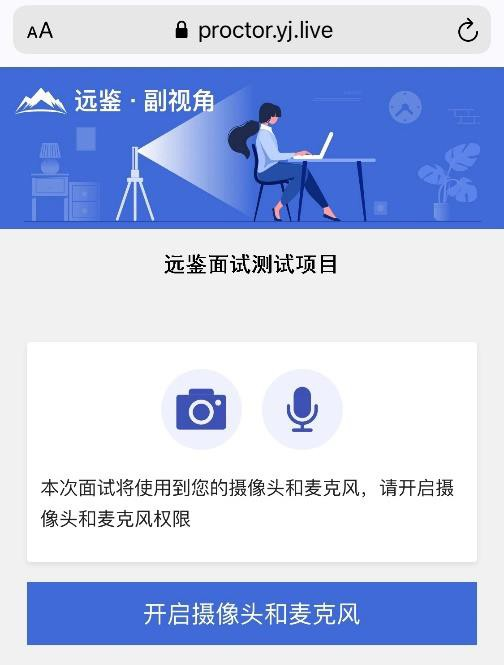 AA proctor.yj.live
远鉴·副视角
远鉴面试测试项目
本次面试将使用到您的摄像头和麦克风，请开启摄
像头和麦克风权限
开启摄像头和麦克风